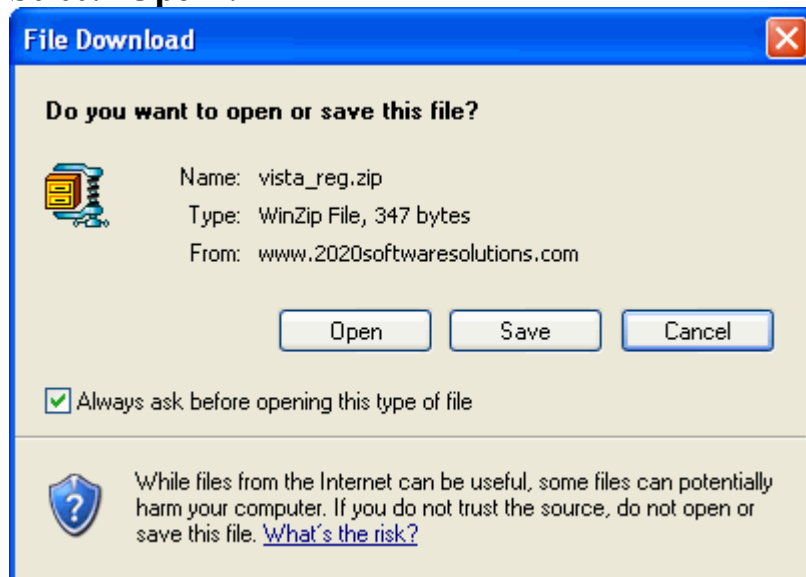 File Download
Do you want to open or save this file?
Name: vista_reg.zip
Type: WinZip File, 347 bytes
From: www.2020softwaresolutions.com
Open Save Cancel
Always ask before opening this type of file
While files from the Internet can be useful, some files can potentially
harm your computer. If you do not trust the source, do not open or
save this file. What's the risk?